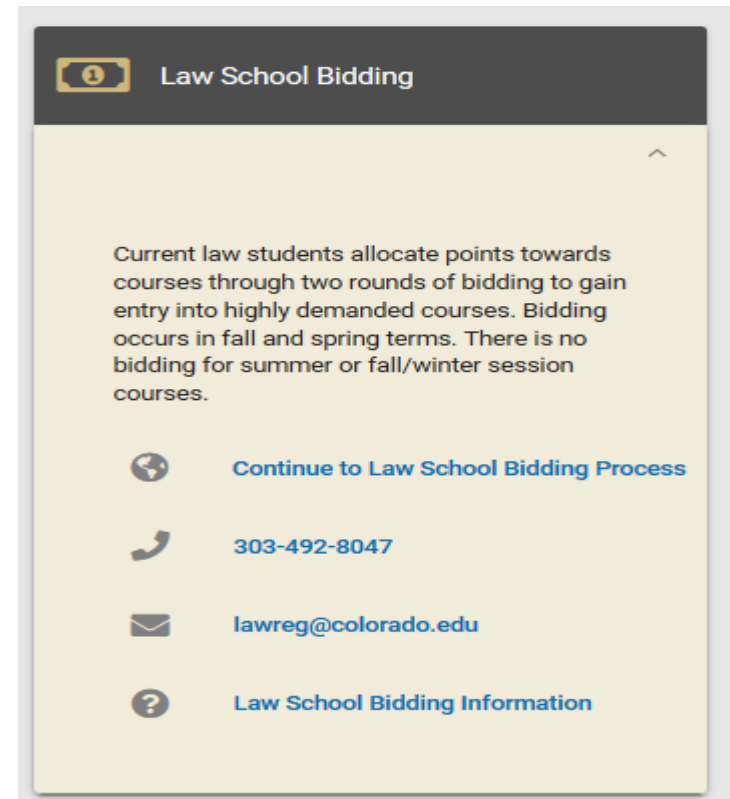 Law School Bidding
Current law students allocate points towards
courses through two rounds of bidding to gain
entry into highly demanded courses. Bidding
occurs in fall and spring terms. There is no
bidding for summer or fall/winter session
courses.
Continue to Law School Bidding Process
303-492-8047
lawreg@colorado.edu
Law School Bidding Information